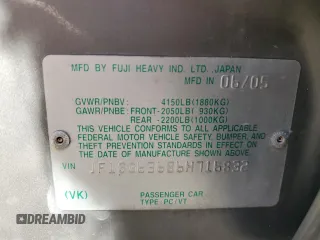 MFD BY FUJI HEAVY IND. LTD. JAPAN
MFD IN 06/05
GVWR/PNBV: 4150LB(1880KG)
GAWR/PNBE: FRONT-2050LB( 930KG)
REAR -2200LB(1000KG)
THIS VEHICLE CONFORMS TO ALL APPLICABLE
FEDERAL MOTOR VEHICLE SAFETY, BUMPER, AND
THEFT PREVENTION STANDARDS IN EFFECT ON
THE DATE OF MANUFACTURE SHOWN ABOVE.
VIN
(VK)
PASSENGER CAR
TYPE: PC/VT
DREAMBID